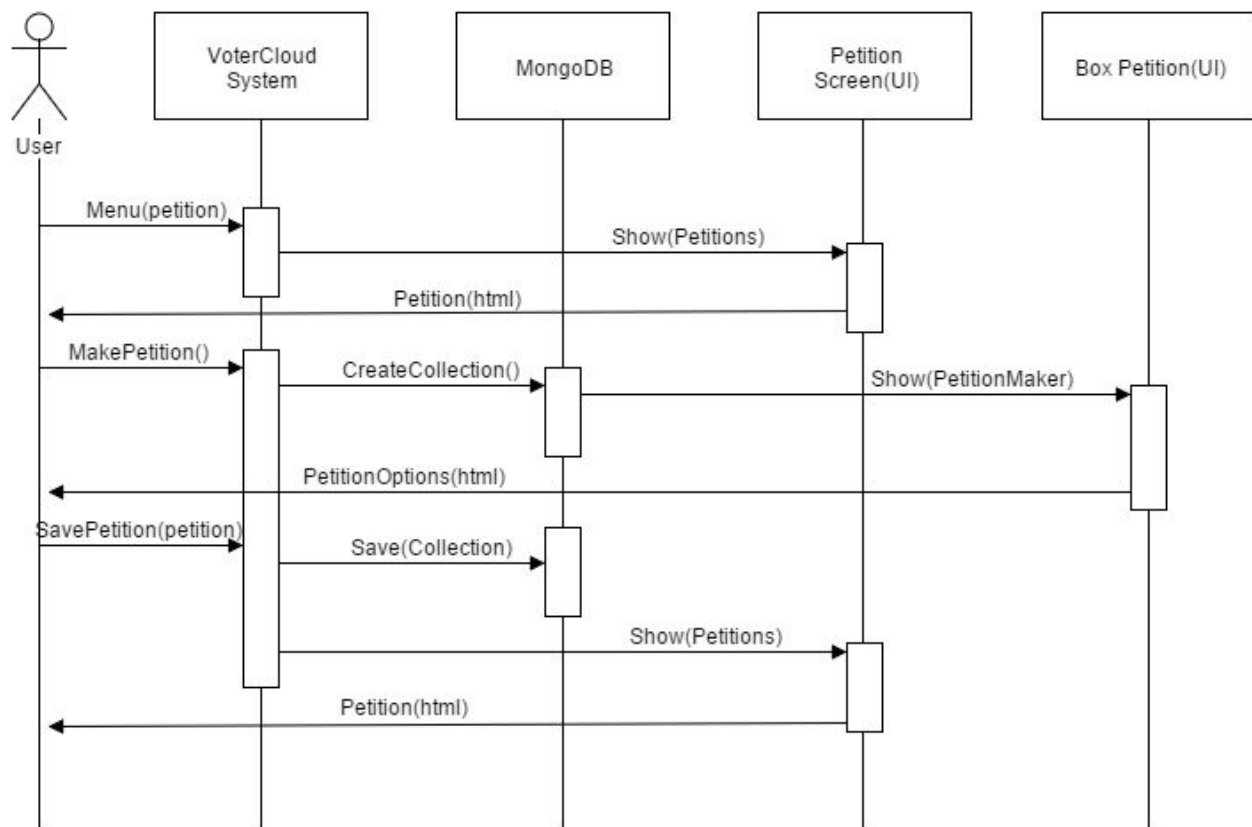 User
VoterCloud
System
MongoDB
Petition
Screen(UI)
Box Petition(UI)
Menu(petition)
Show(Petitions)
Petition(html)
MakePetition()
CreateCollection()
Show(PetitionMaker)
PetitionOptions(html)
SavePetition(petition)
Save(Collection)
Show(Petitions)
Petition(html)